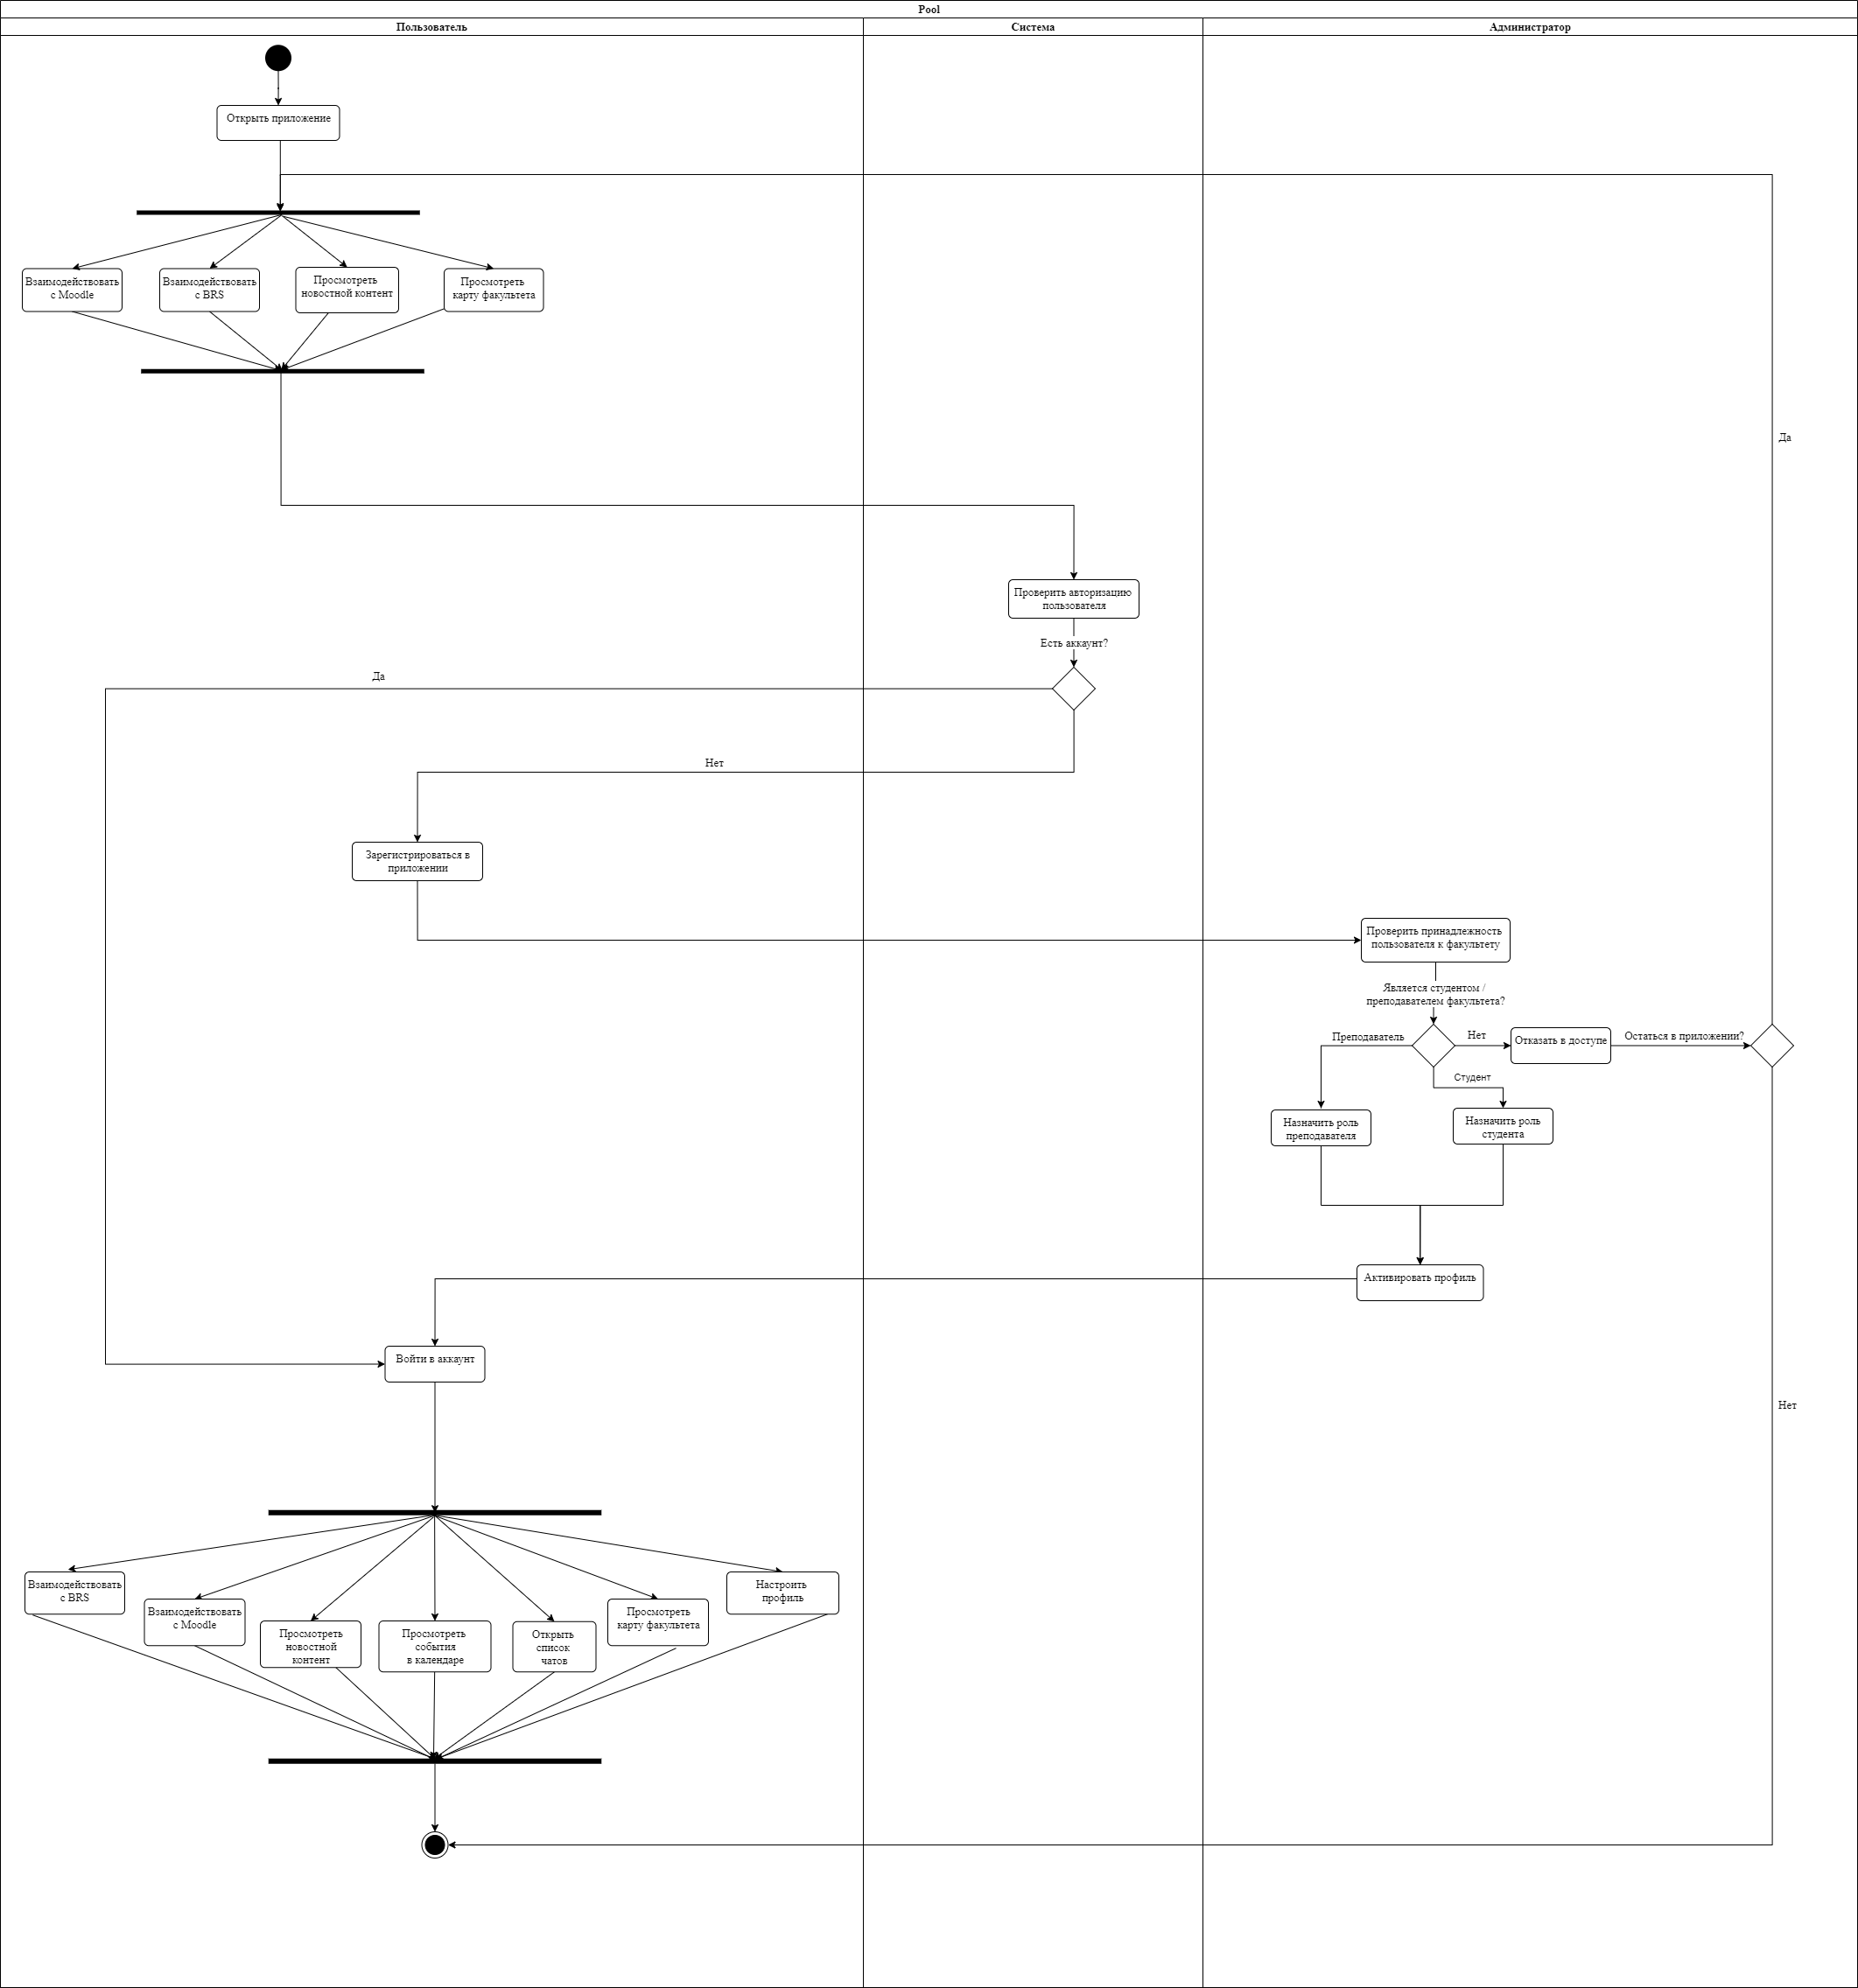 Pool
Пользователь
Система
Администратор
Открыть приложение
Взаимодействовать
с Moodle
Взаимодействовать
с BRS
Просмотреть
новостной контент
Просмотреть
карту факультета
Да
Проверить авторизацию
пользователя
Есть аккаунт?
Да
Нет
Зарегистрироваться в
приложении
Проверить принадлежность
пользователя к факультету
Является студентом /
преподавателем факультета?
Преподаватель
Нет
Отказать в доступе
Остаться в приложении?
Студент
Назначить роль
преподавателя
Назначить роль
студента
Активировать профиль
Войти в аккаунт
Нет
Взаимодействовать
с BRS
Взаимодействовать
с Moodle
Просмотреть
новостной
контент
Просмотреть
события
в календаре
Открыть
список
чатов
Просмотреть
карту факультета
Настроить
профиль